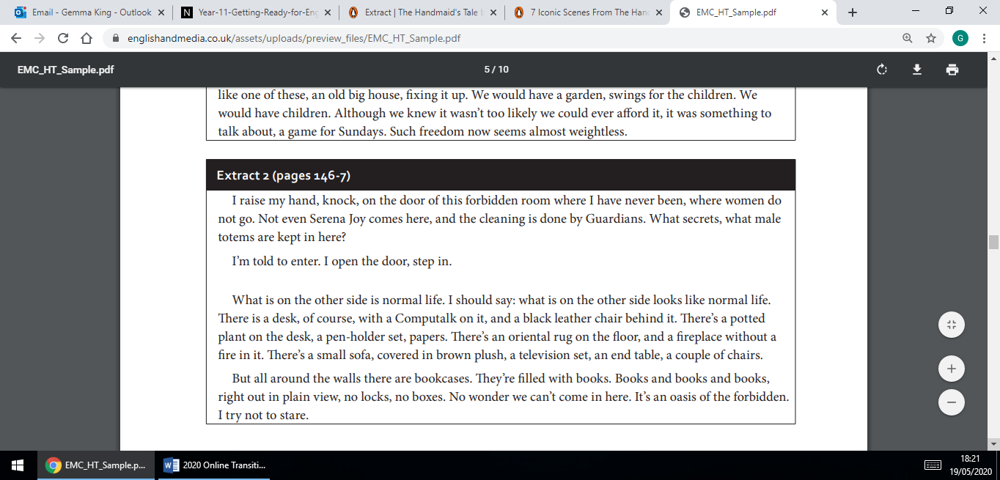 Email - Gemma King - Outlook
Year-11-Getting-Ready-for-Eng
Extract | The Handmaid's Tale b
7 Iconic Scenes From The Han
EMC_HT_Sample.pdf
englishandmedia.co.uk/assets/uploads/preview_files/EMC_HT_Sample.pdf
G
EMC_HT_Sample.pdf
5 / 10
like one of these, an old big house, fixing it up. We would have a garden, swings for the children. We
would have children. Although we knew it wasn't too likely we could ever afford it, it was something to
talk about, a game for Sundays. Such freedom now seems almost weightless.
Extract 2 (pages 146-7)
I raise my hand, knock, on the door of this forbidden room where I have never been, where women do
not go. Not even Serena Joy comes here, and the cleaning is done by Guardians. What secrets, what male
totems are kept in here?
I'm told to enter. I open the door, step in.
What is on the other side is normal life. I should say: what is on the other side looks like normal life.
There is a desk, of course, with a Computalk on it, and a black leather chair behind it. There's a potted
plant on the desk, a pen-holder set, papers. There's an oriental rug on the floor, and a fireplace without a
fire in it. There's a small sofa, covered in brown plush, a television set, an end table, a couple of chairs.
But all around the walls there are bookcases. They're filled with books. Books and books and books,
right out in plain view, no locks, no boxes. No wonder we can't come in here. It's an oasis of the forbidden.
I try not to stare.
EMC_HT_Sample.p...
2020 Online Transiti...
18:21
19/05/2020